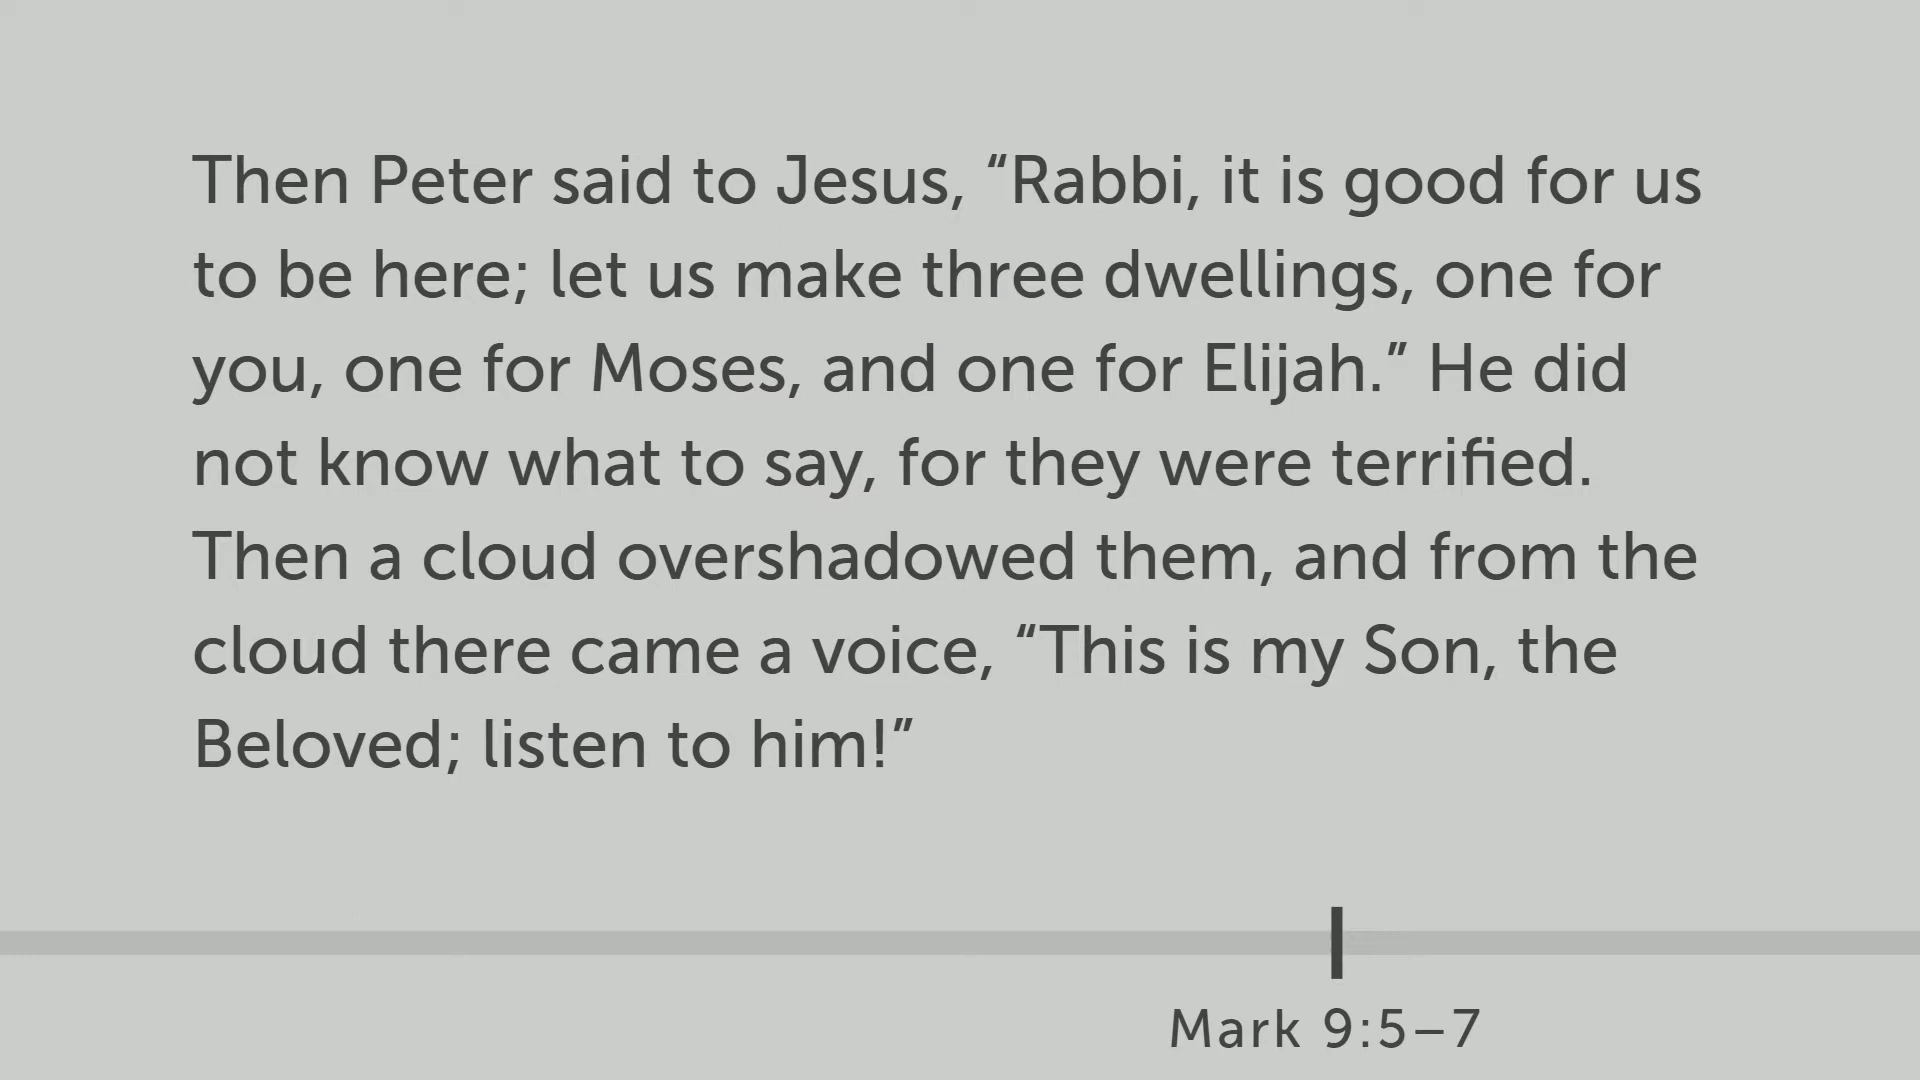 Then Peter said to Jesus, “Rabbi, it is good for us
to be here; let us make three dwellings, one for
you, one for Moses, and one for Elijah.” He did
not know what to say, for they were terrified.
Then a cloud overshadowed them, and from the
cloud there came a voice, “This is my Son, the
Beloved; listen to him!”
Mark 9:5–7